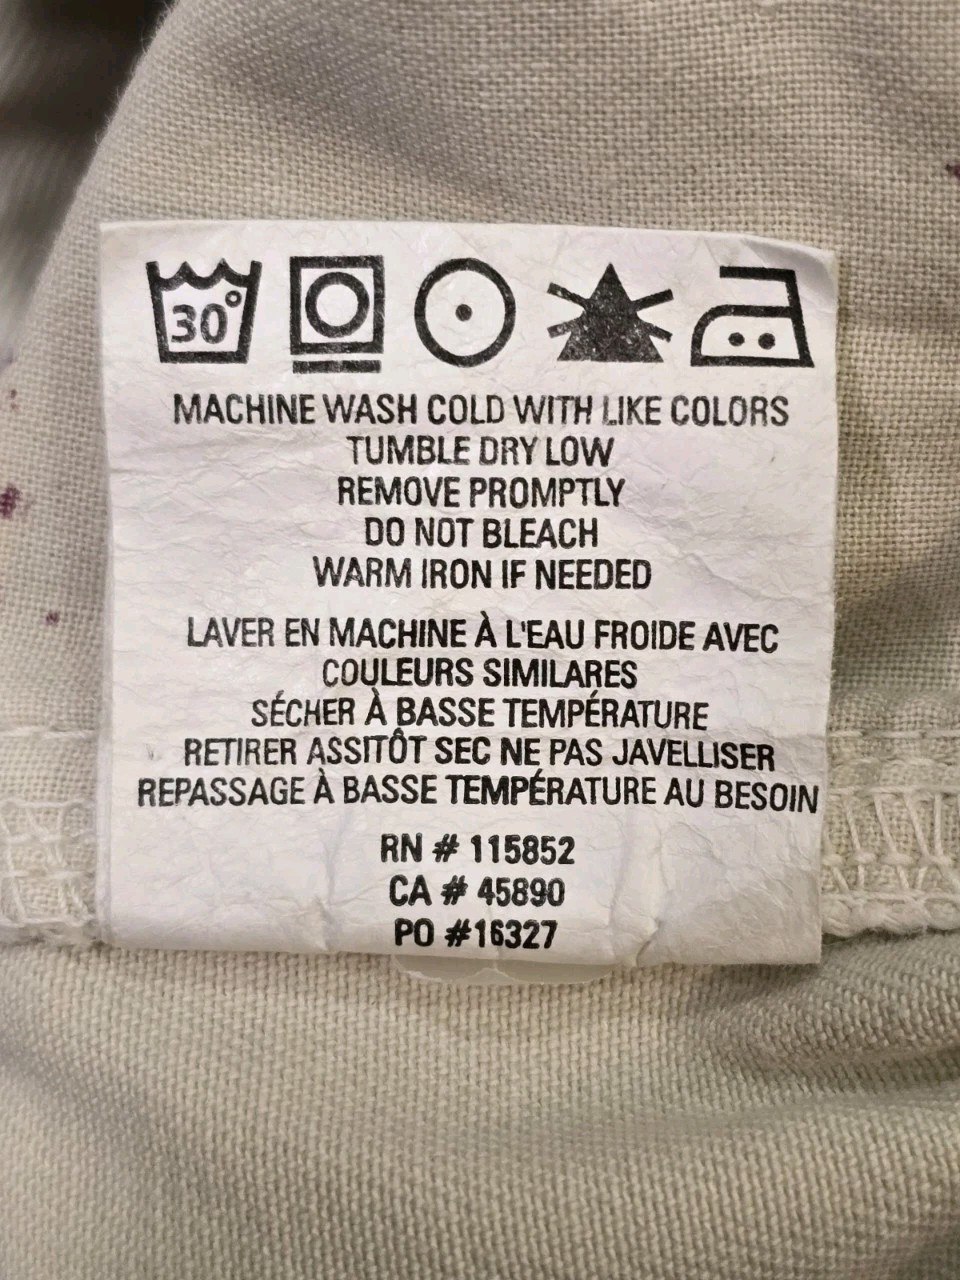 30°
MACHINE WASH COLD WITH LIKE COLORS
TUMBLE DRY LOW
REMOVE PROMPTLY
DO NOT BLEACH
WARM IRON IF NEEDED
LAVER EN MACHINE À L'EAU FROIDE AVEC
COULEURS SIMILARES
SÉCHER À BASSE TEMPÉRATURE
RETIRER ASSITÔT SEC NE PAS JAVELLISER
REPASSAGE À BASSE TEMPÉRATURE AU BESOIN
RN # 115852
CA # 45890
PO #16327